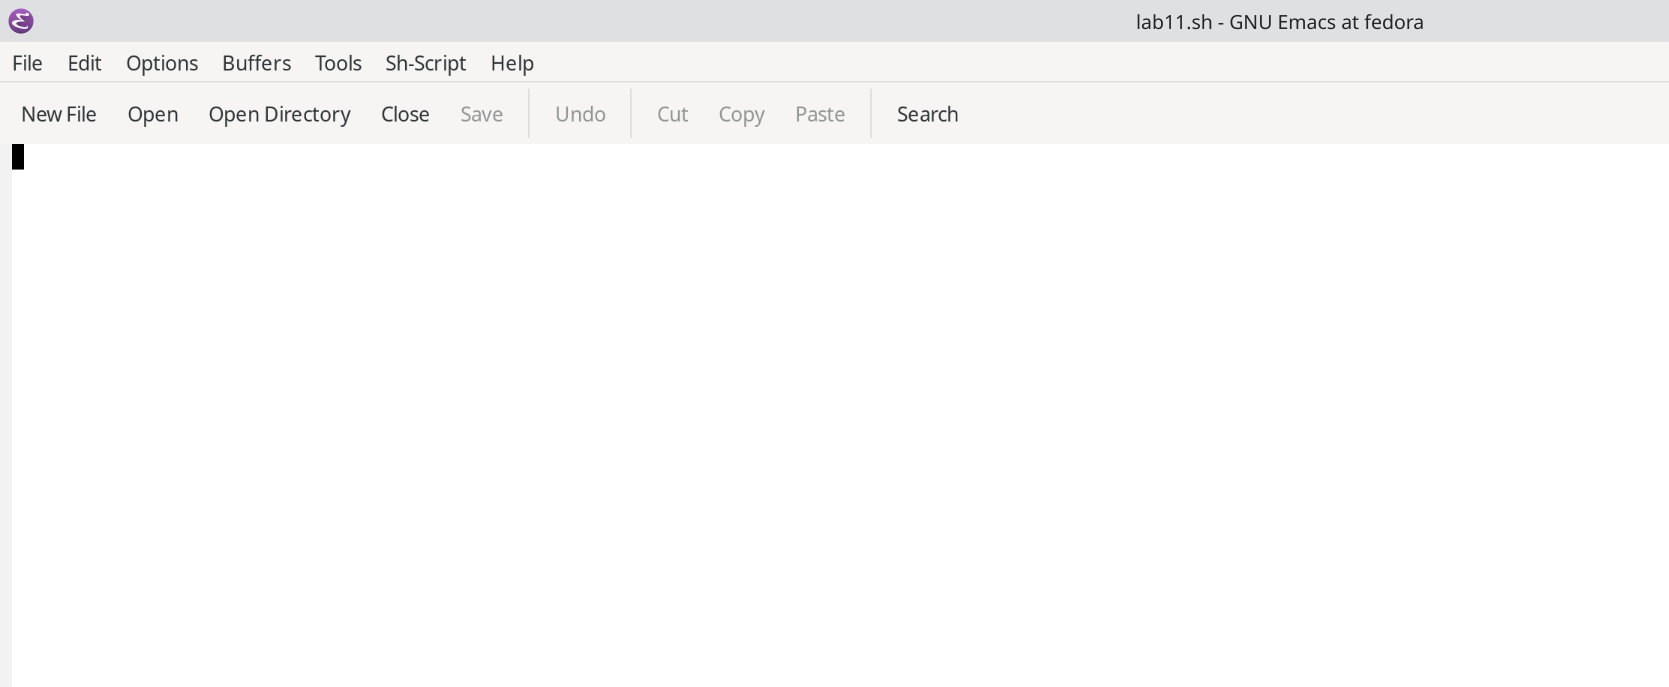 lab11.sh - GNU Emacs at fedora
File Edit Options Buffers Tools Sh-Script Help
New File Open Open Directory Close Save Undo Cut Copy Paste Search